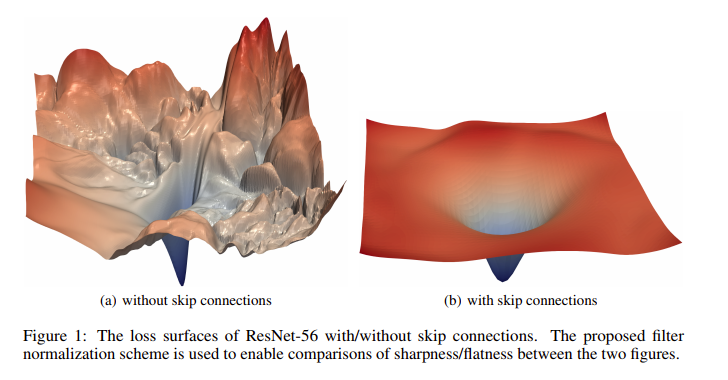 (a) without skip connections
(b) with skip connections
Figure 1: The loss surfaces of ResNet-56 with/without skip connections. The proposed filter
normalization scheme is used to enable comparisons of sharpness/flatness between the two figures.